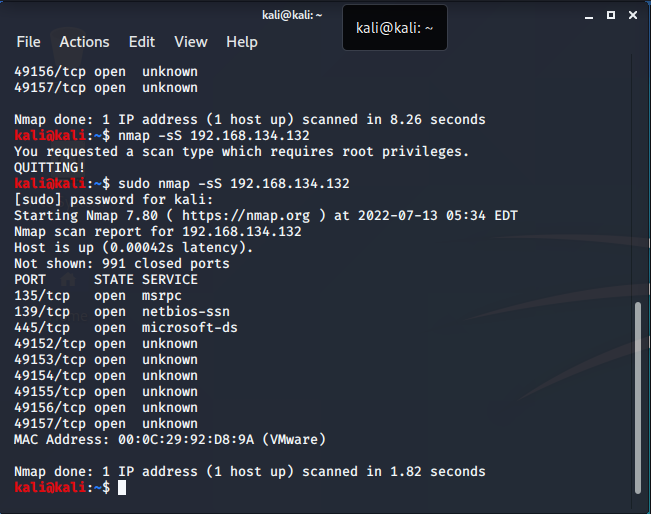 kali@kali: ~
kali@kali: ~
File Actions Edit View Help
49156/tcp open  unknown
49157/tcp open  unknown
Nmap done: 1 IP address (1 host up) scanned in 8.26 seconds
kali@kali:~$ nmap -sS 192.168.134.132
You requested a scan type which requires root privileges.
QUITTING!
kali@kali:~$ sudo nmap -sS 192.168.134.132
[sudo] password for kali:
Starting Nmap 7.80 ( https://nmap.org ) at 2022-07-13 05:34 EDT
Nmap scan report for 192.168.134.132
Host is up (0.00042s latency).
Not shown: 991 closed ports
PORT      STATE SERVICE
135/tcp   open  msrpc
139/tcp   open  netbios-ssn
445/tcp   open  microsoft-ds
49152/tcp open  unknown
49153/tcp open  unknown
49154/tcp open  unknown
49155/tcp open  unknown
49156/tcp open  unknown
49157/tcp open  unknown
MAC Address: 00:0C:29:92:D8:9A (VMware)
Nmap done: 1 IP address (1 host up) scanned in 1.82 seconds
kali@kali:~$